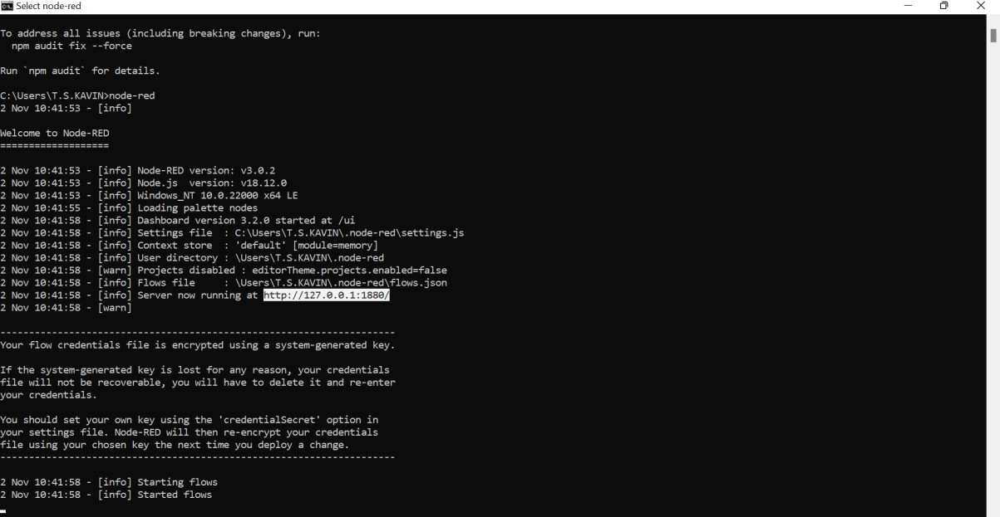 Select node-red
To address all issues (including breaking changes), run:
  npm audit fix --force
Run `npm audit` for details.
C:\Users\T.S.KAVIN>node-red
2 Nov 10:41:53 - [info]
Welcome to Node-RED
===================
2 Nov 10:41:53 - [info] Node-RED version: v3.0.2
2 Nov 10:41:53 - [info] Node.js  version: v18.12.0
2 Nov 10:41:53 - [info] Windows_NT 10.0.22000 x64 LE
2 Nov 10:41:55 - [info] Loading palette nodes
2 Nov 10:41:58 - [info] Dashboard version 3.2.0 started at /ui
2 Nov 10:41:58 - [info] Settings file  : C:\Users\T.S.KAVIN\.node-red\settings.js
2 Nov 10:41:58 - [info] Context store  : 'default' [module=memory]
2 Nov 10:41:58 - [info] User directory : \Users\T.S.KAVIN\.node-red
2 Nov 10:41:58 - [warn] Projects disabled : editorTheme.projects.enabled=false
2 Nov 10:41:58 - [info] Flows file     : \Users\T.S.KAVIN\.node-red\flows.json
2 Nov 10:41:58 - [info] Server now running at http://127.0.0.1:1880/
2 Nov 10:41:58 - [warn]
---------------------------------------------------------------------
Your flow credentials file is encrypted using a system-generated key.
If the system-generated key is lost for any reason, your credentials
file will not be recoverable, you will have to delete it and re-enter
your credentials.
You should set your own key using the 'credentialSecret' option in
your settings file. Node-RED will then re-encrypt your credentials
file using your chosen key the next time you deploy a change.
---------------------------------------------------------------------
2 Nov 10:41:58 - [info] Starting flows
2 Nov 10:41:58 - [info] Started flows